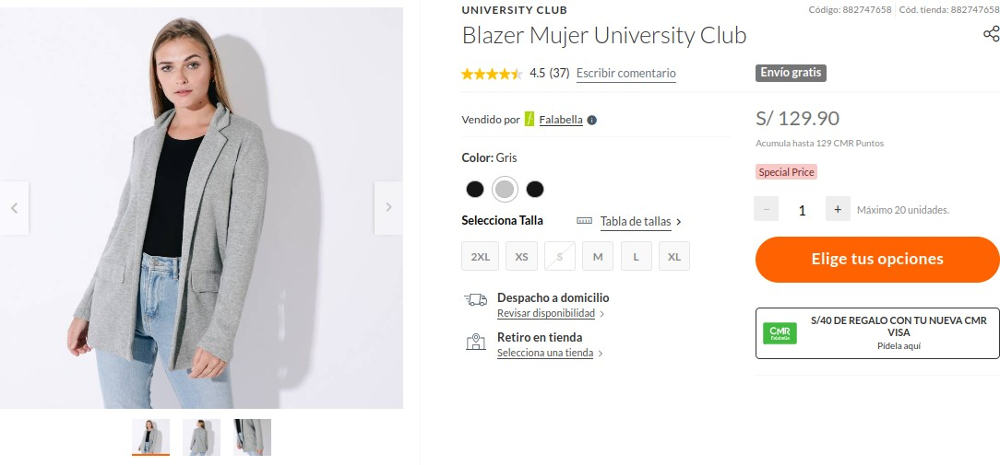 UNIVERSITY CLUB
Código: 882747658 Cód. tienda: 882747658
Blazer Mujer University Club
4.5 (37) Escribir comentario
Envío gratis
Vendido por Falabella
S/ 129.90
Acumula hasta 129 CMR Puntos
Color: Gris
Special Price
− 1 + Máximo 20 unidades.
Selecciona Talla Tabla de tallas
2XL XS S M L XL
Elige tus opciones
Despacho a domicilio
Revisar disponibilidad
Retiro en tienda
Selecciona una tienda
CMR
Falabella
S/40 DE REGALO CON TU NUEVA CMR
VISA
Pídela aquí